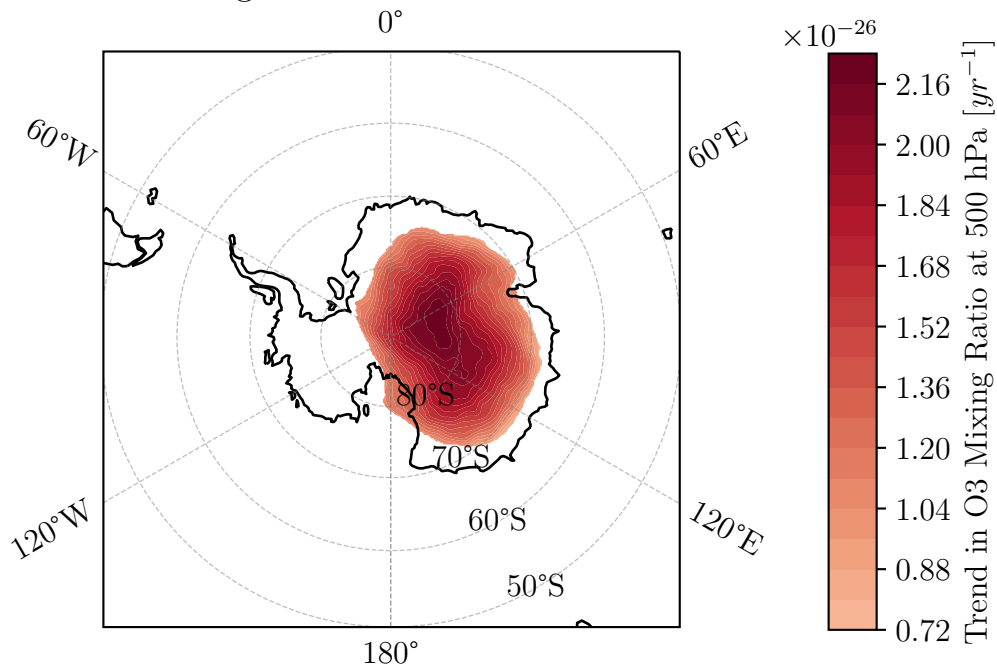 0°
60°W
60°E
80°S
70°S
60°S
50°S
120°W
120°E
180°
×10⁻²⁶
2.16
2.00
1.84
1.68
1.52
1.36
1.20
1.04
0.88
0.72
Trend in O3 Mixing Ratio at 500 hPa [yr⁻¹]